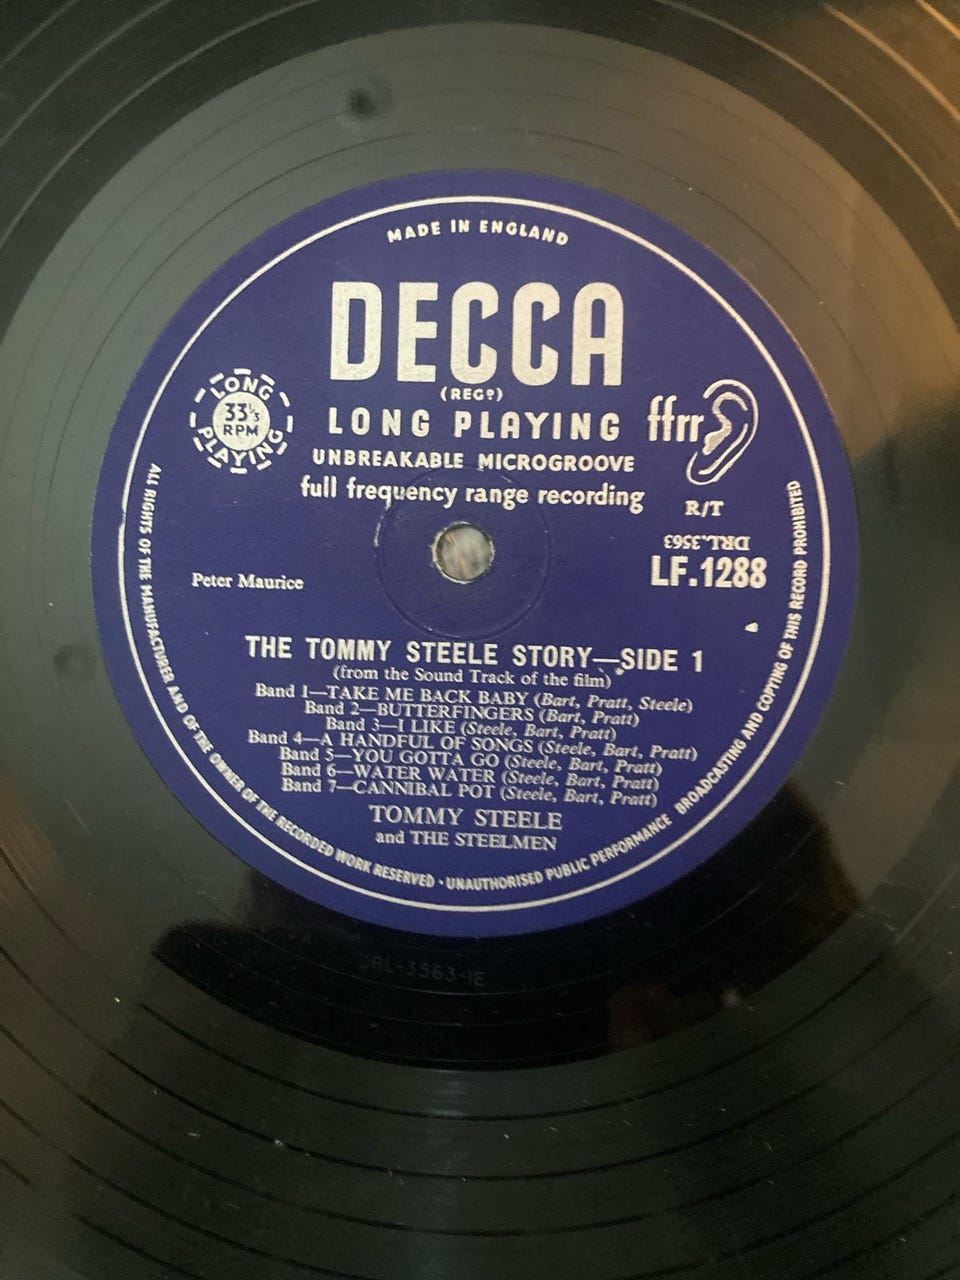 MADE IN ENGLAND
DECCA
(REGD)
LONG PLAYING
33⅓
RPM
LONG PLAYING
ffrr
UNBREAKABLE MICROGROOVE
full frequency range recording
R/T
DRL.3563
LF.1288
Peter Maurice
THE TOMMY STEELE STORY—SIDE 1
(from the Sound Track of the film)
Band 1—TAKE ME BACK BABY (Bart, Pratt, Steele)
Band 2—BUTTERFINGERS (Bart, Pratt)
Band 3—I LIKE (Steele, Bart, Pratt)
Band 4—A HANDFUL OF SONGS (Steele, Bart, Pratt)
Band 5—YOU GOTTA GO (Steele, Bart, Pratt)
Band 6—WATER WATER (Steele, Bart, Pratt)
Band 7—CANNIBAL POT (Steele, Bart, Pratt)
TOMMY STEELE
and THE STEELMEN
ALL RIGHTS OF THE MANUFACTURER AND OF THE OWNER OF THE RECORDED WORK RESERVED · UNAUTHORISED PUBLIC PERFORMANCE BROADCASTING AND COPYING OF THIS RECORD PROHIBITED
DRL-3563-1E